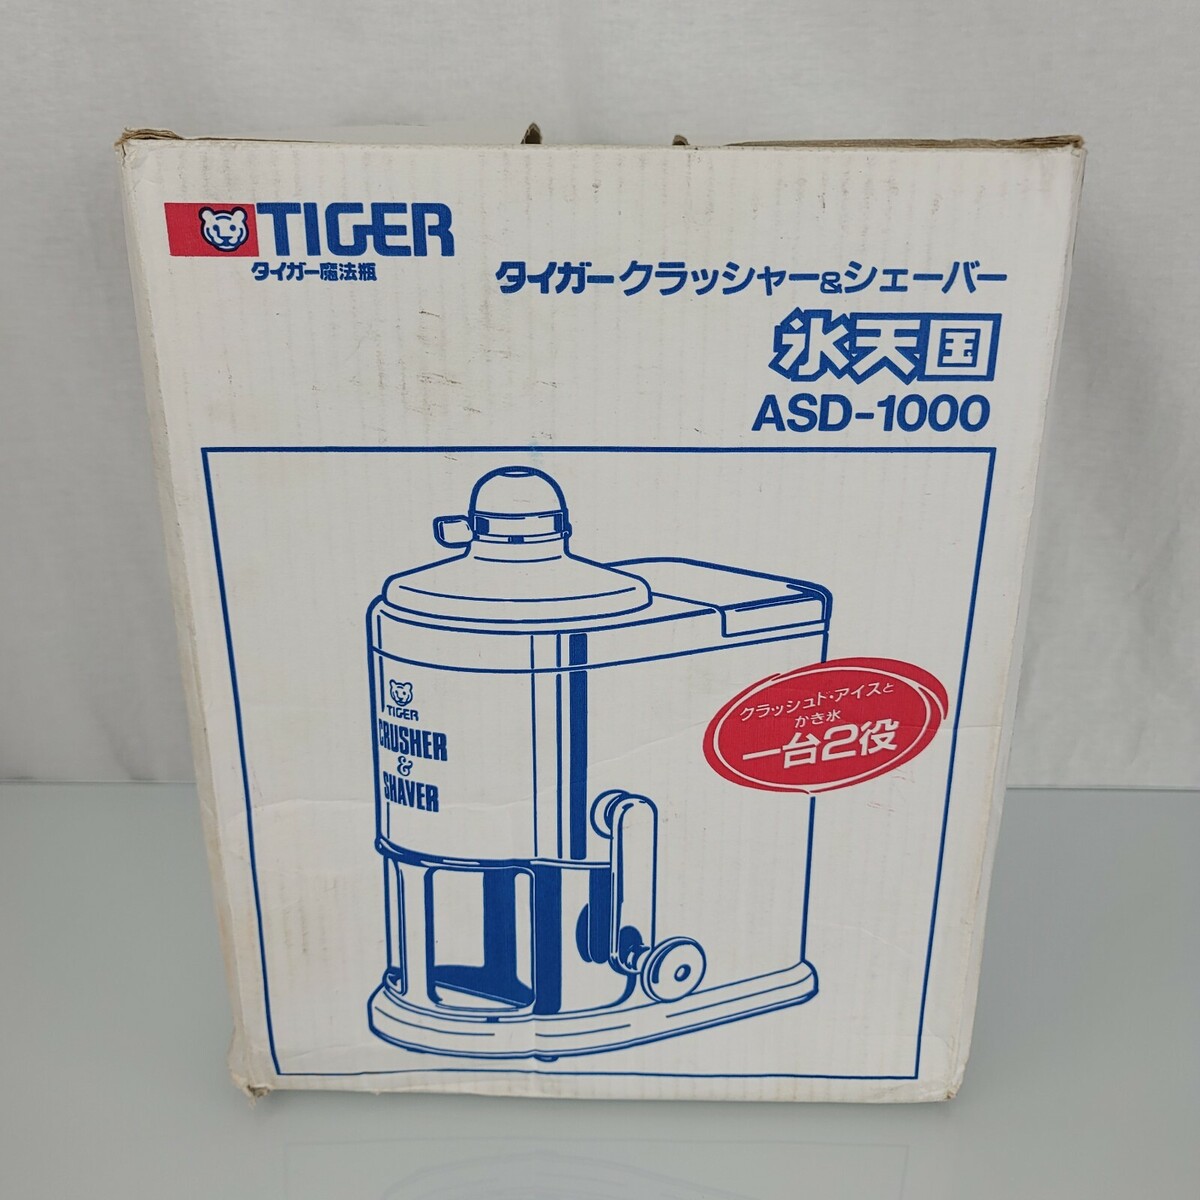 TIGER
タイガー魔法瓶
タイガークラッシャー&シェーバー
氷天国
ASD-1000
TIGER
CRUSHER
&
SHAVER
クラッシュド・アイスと
かき氷
一台2役